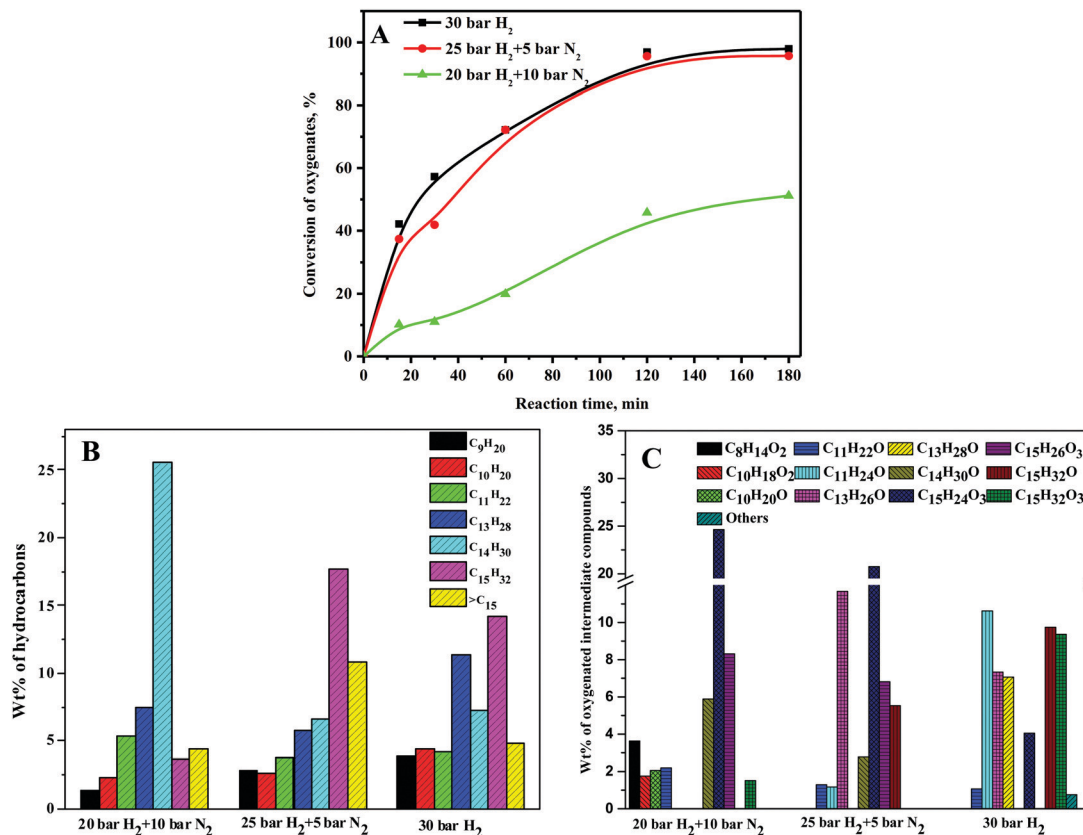 A
30 bar H₂
25 bar H₂+5 bar N₂
20 bar H₂+10 bar N₂
Conversion of oxygenates, %
100
80
60
40
20
0
0 20 40 60 80 100 120 140 160 180
Reaction time, min
B
C₉H₂₀
C₁₀H₂₀
C₁₁H₂₂
C₁₃H₂₈
C₁₄H₃₀
C₁₅H₃₂
>C₁₅
Wt% of hydrocarbons
25
20
15
10
5
0
20 bar H₂+10 bar N₂ 25 bar H₂+5 bar N₂ 30 bar H₂
C
C₈H₁₄O₂ C₁₁H₂₂O C₁₃H₂₈O C₁₅H₂₆O₃
C₁₀H₁₈O₂ C₁₁H₂₄O C₁₄H₃₀O C₁₅H₃₂O
C₁₀H₂₀O C₁₃H₂₆O C₁₅H₂₄O₃ C₁₅H₃₂O₃
Others
Wt% of oxygenated intermediate compounds
35
30
25
20
10
8
6
4
2
0
20 bar H₂+10 bar N₂ 25 bar H₂+5 bar N₂ 30 bar H₂